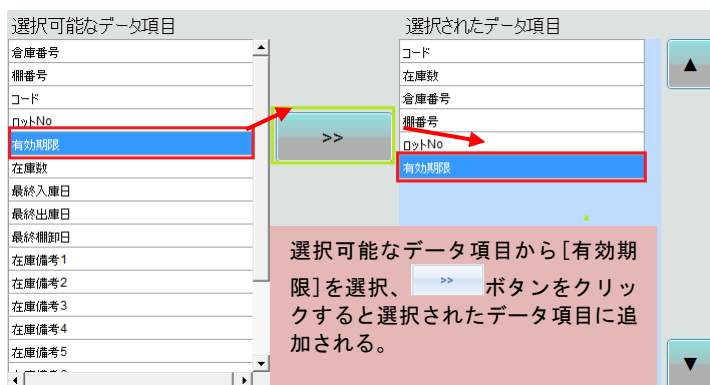 選択可能なデータ項目
倉庫番号
棚番号
コード
ロットNo
有効期限
在庫数
最終入庫日
最終出庫日
最終棚卸日
在庫備考1
在庫備考2
在庫備考3
在庫備考4
在庫備考5
>>
選択されたデータ項目
コード
在庫数
倉庫番号
棚番号
ロットNo
有効期限
▲
▼
選択可能なデータ項目から[有効期
限]を選択、 >> ボタンをクリッ
クすると選択されたデータ項目に追
加される。